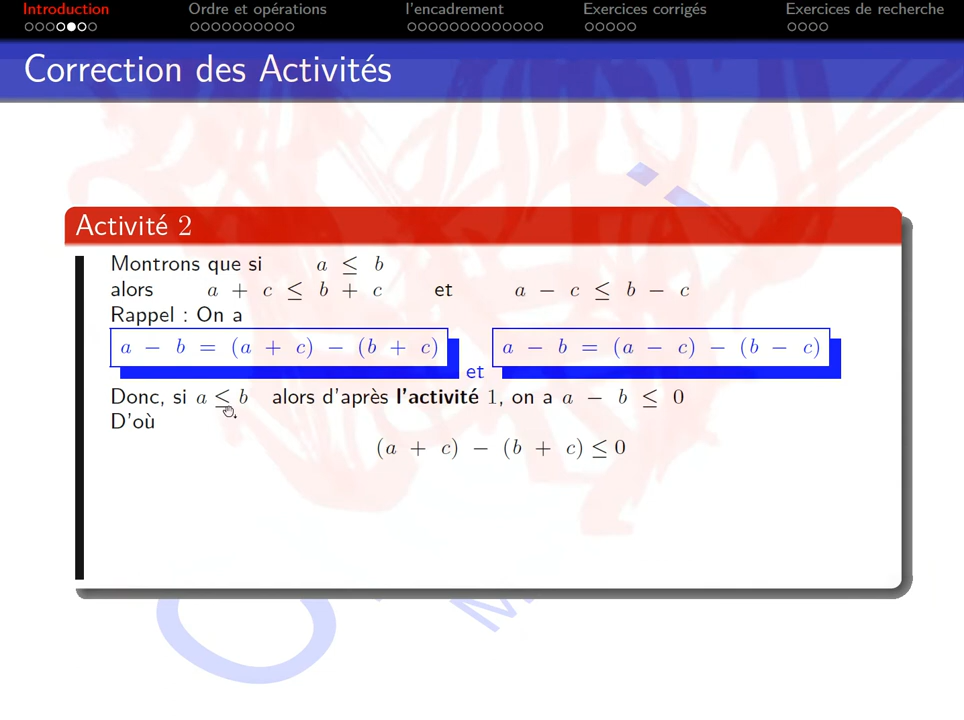 Introduction Ordre et opérations l'encadrement Exercices corrigés Exercices de recherche
Correction des Activités
Activité 2
Montrons que si a ≤ b
alors a + c ≤ b + c et a − c ≤ b − c
Rappel : On a
a − b = (a + c) − (b + c) et a − b = (a − c) − (b − c)
Donc, si a ≤ b alors d'après l'activité 1, on a a − b ≤ 0
D'où
(a + c) − (b + c) ≤ 0